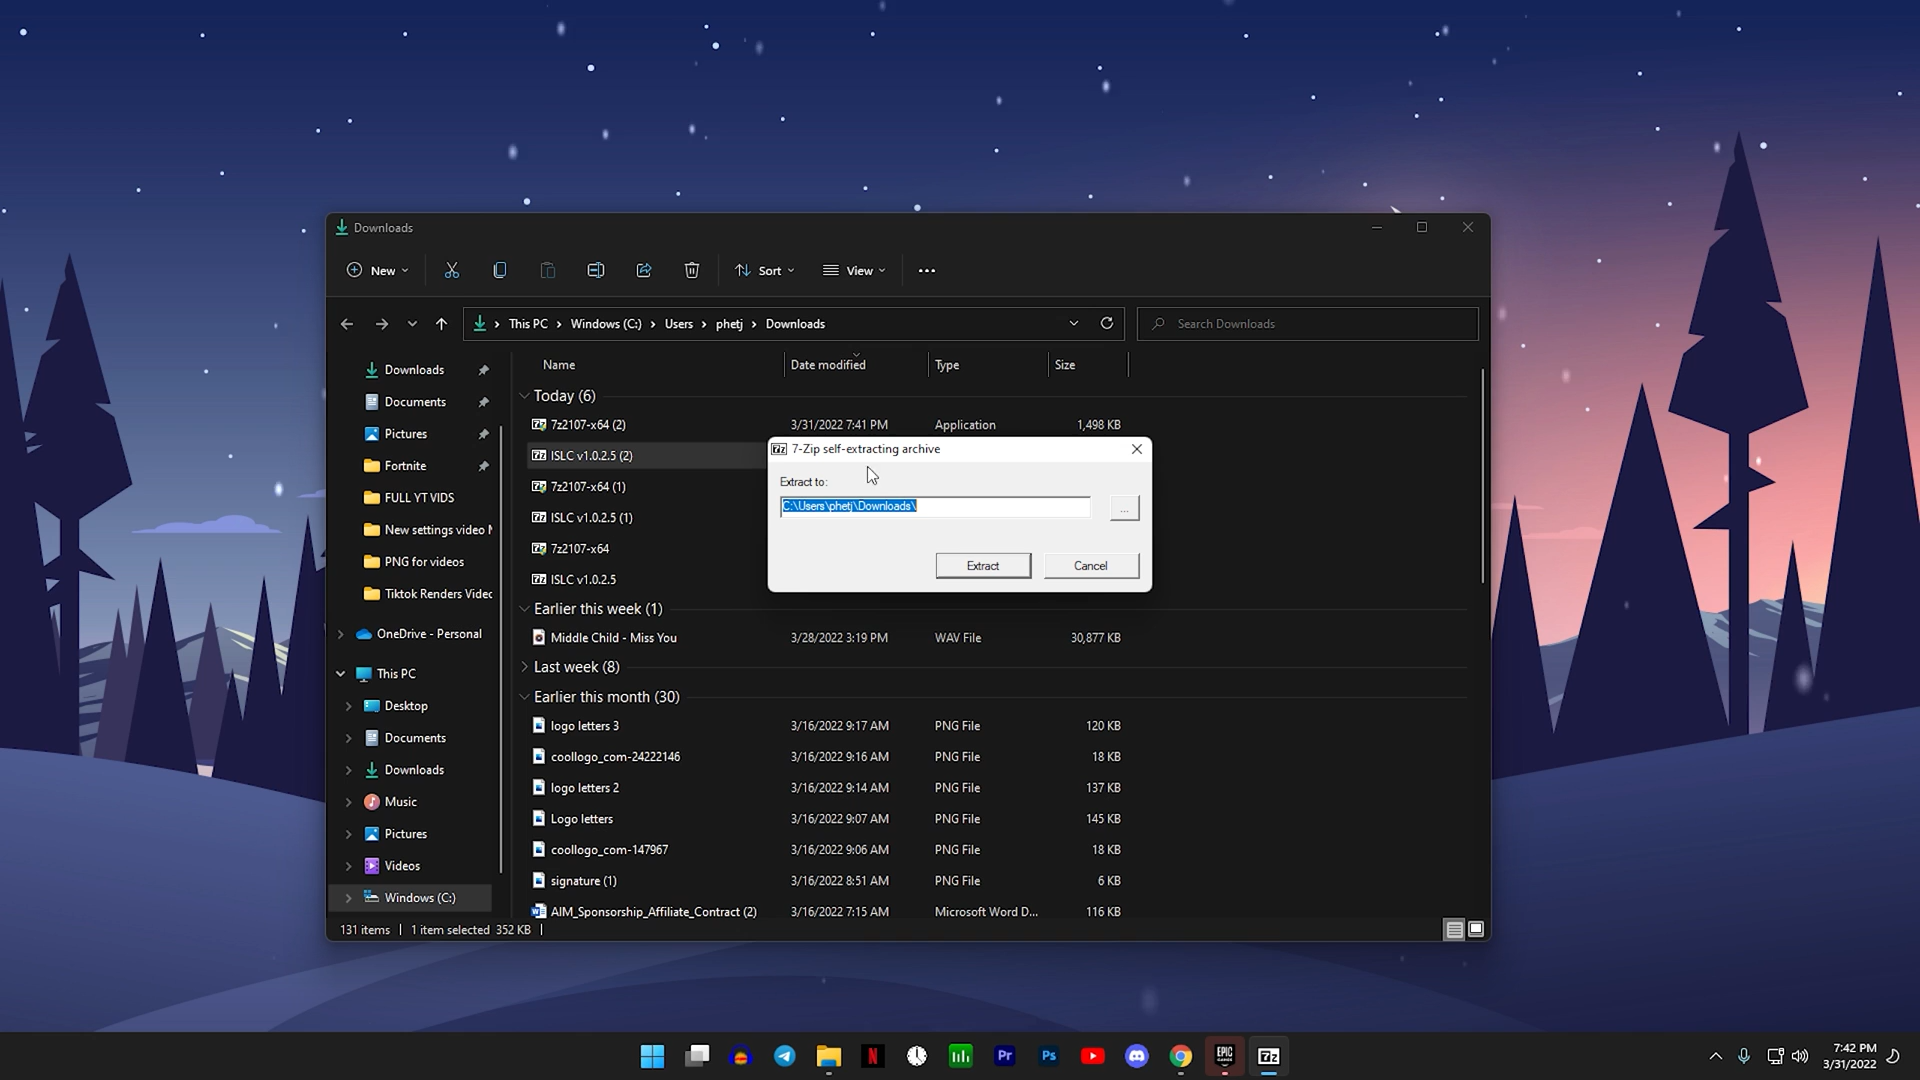 Downloads
New
Sort
View
This PC
Windows (C:)
Users
phetj
Downloads
Search Downloads
Downloads
Documents
Pictures
Fortnite
FULL YT VIDS
New settings video
PNG for videos
Tiktok Renders Video
OneDrive - Personal
This PC
Desktop
Documents
Downloads
Music
Pictures
Videos
Windows (C:)
Name Date modified Type Size
Today (6)
7z2107-x64 (2) 3/31/2022 7:41 PM Application 1,498 KB
ISLC v1.0.2.5 (2)
7z2107-x64 (1)
ISLC v1.0.2.5 (1)
7z2107-x64
ISLC v1.0.2.5
7z 7-Zip self-extracting archive
Extract to:
C:\Users\phetj\Downloads\
...
Extract
Cancel
Earlier this week (1)
Middle Child - Miss You 3/28/2022 3:19 PM WAV File 30,877 KB
Last week (8)
Earlier this month (30)
logo letters 3 3/16/2022 9:17 AM PNG File 120 KB
coollogo_com-24222146 3/16/2022 9:16 AM PNG File 18 KB
logo letters 2 3/16/2022 9:14 AM PNG File 137 KB
Logo letters 3/16/2022 9:07 AM PNG File 145 KB
coollogo_com-147967 3/16/2022 9:06 AM PNG File 18 KB
signature (1) 3/16/2022 8:51 AM PNG File 6 KB
AIM_Sponsorship_Affiliate_Contract (2) 3/16/2022 7:15 AM Microsoft Word D... 116 KB
131 items 1 item selected 352 KB
N
Pr
Ps
EPIC
GAMES
7z
7:42 PM
3/31/2022